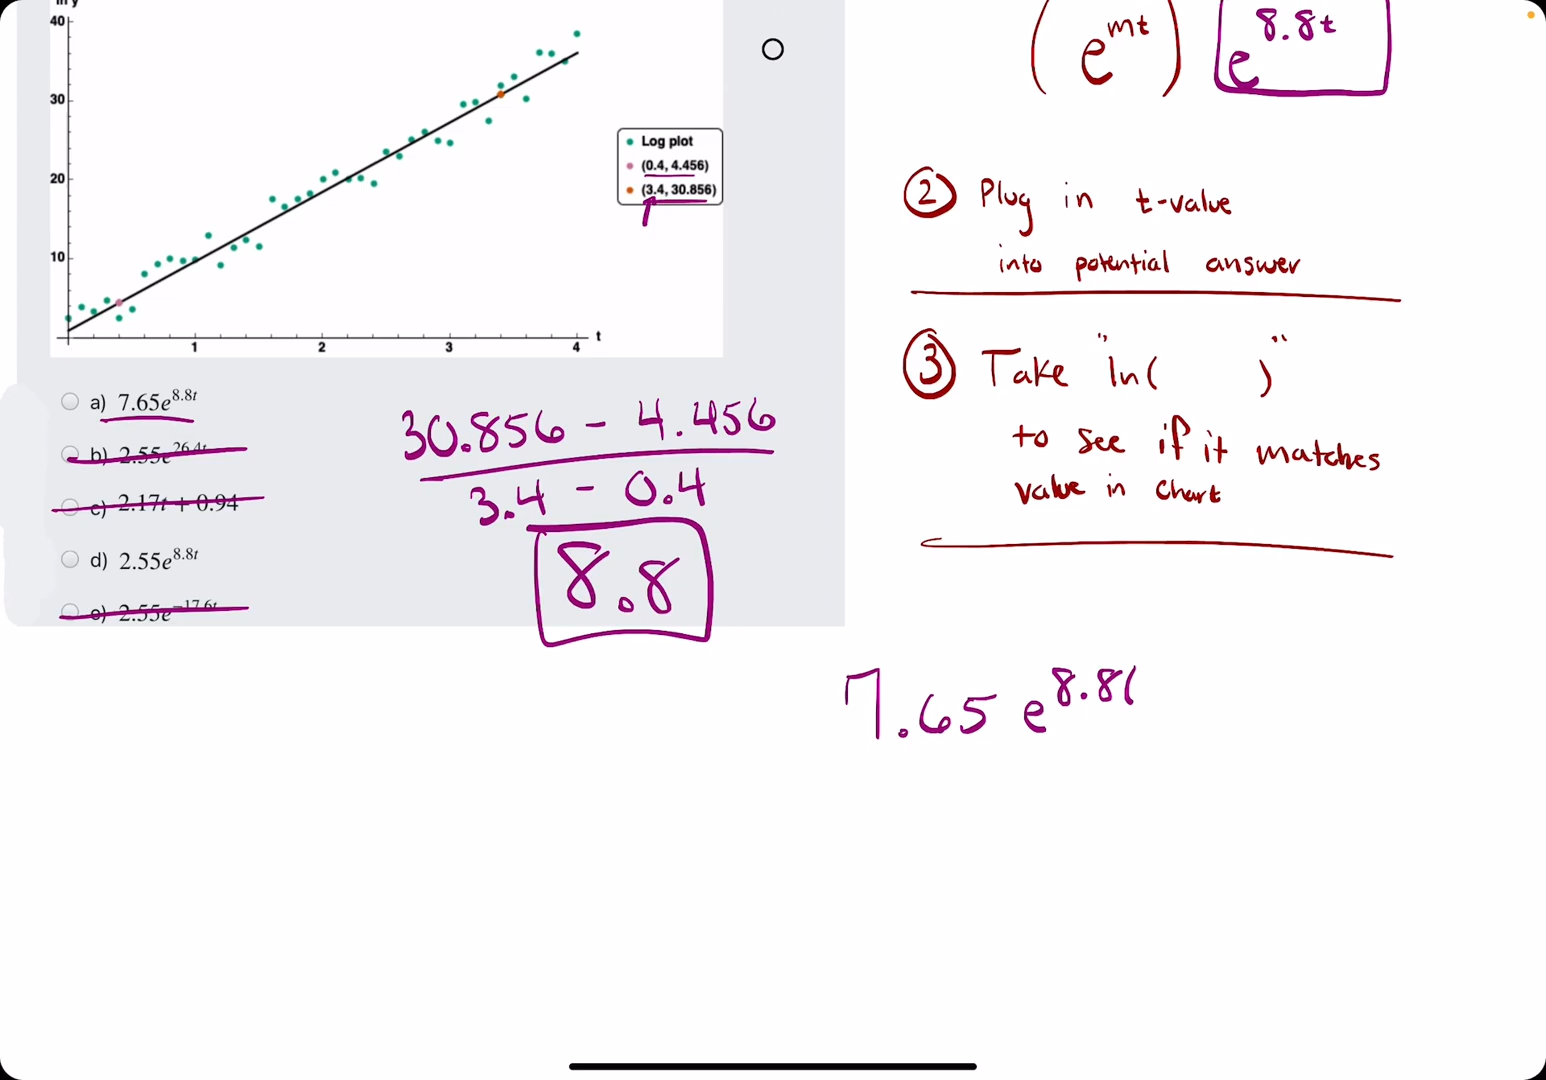 ln y
40
30
20
10
1
2
3
4
t
Log plot
(0.4, 4.456)
(3.4, 30.856)
a) 7.65e^8.8t
b) 2.55e^26.4t
c) 2.17t + 0.94
d) 2.55e^8.8t
e) 2.55e^−17.6t
30.856 - 4.456
3.4 - 0.4
8.8
(e^mt) e^8.8t
② Plug in t-value
into potential answer
③ Take "ln( )"
to see if it matches
value in chart
7.65 e^8.8(